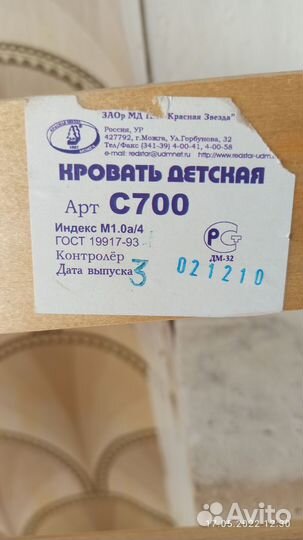 ЗАОр МД "Красная Звезда"
Россия, УР
427792, г.Можга, Ул.Горбунова, 32
Тел/Факс (341-39) 4-00-41, 4-00-58
e-mail: redstar@udmnet.ru http://www.redstar-udm
КРОВАТЬ ДЕТСКАЯ
Арт С700
Индекс М1.0а/4
ГОСТ 19917-93
Контролёр 3
Дата выпуска 021210
РС
ДМ-32
17.05.2022 12:30
Avito